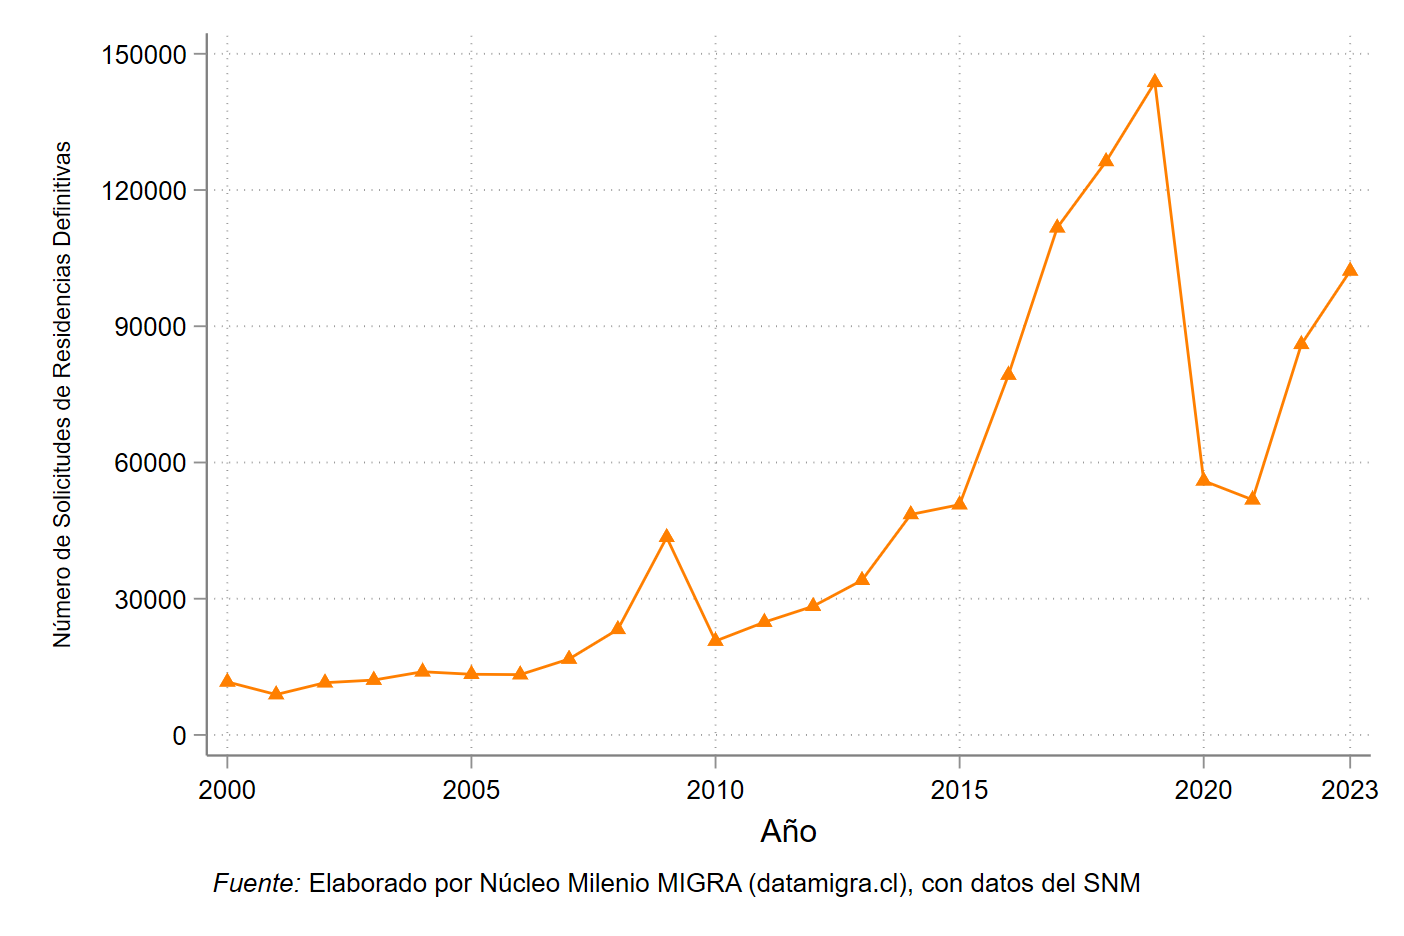 Número de Solicitudes de Residencias Definitivas
150000
120000
90000
60000
30000
0
2000 2005 2010 2015 2020 2023
Año
Fuente: Elaborado por Núcleo Milenio MIGRA (datamigra.cl), con datos del SNM